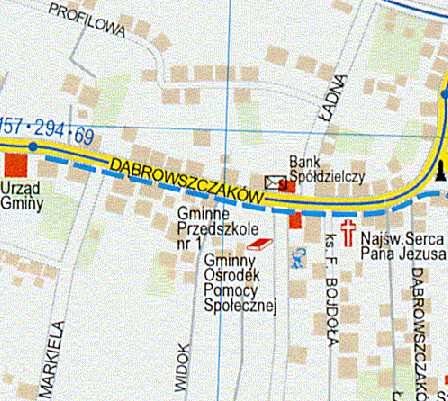 PROFILOWA
ŁADNA
157·294·69
DĄBROWSZCZAKÓW
Bank
Spółdzielczy
Urząd
Gminy
Gminne
Przedszkole
nr 1
Najśw. Serca
Pana Jezusa
Gminny
Ośrodek
Pomocy
Społecznej
ks. F. BOJDOŁA
DĄBROWSZCZAKÓ
MARKIELA
WIDOK